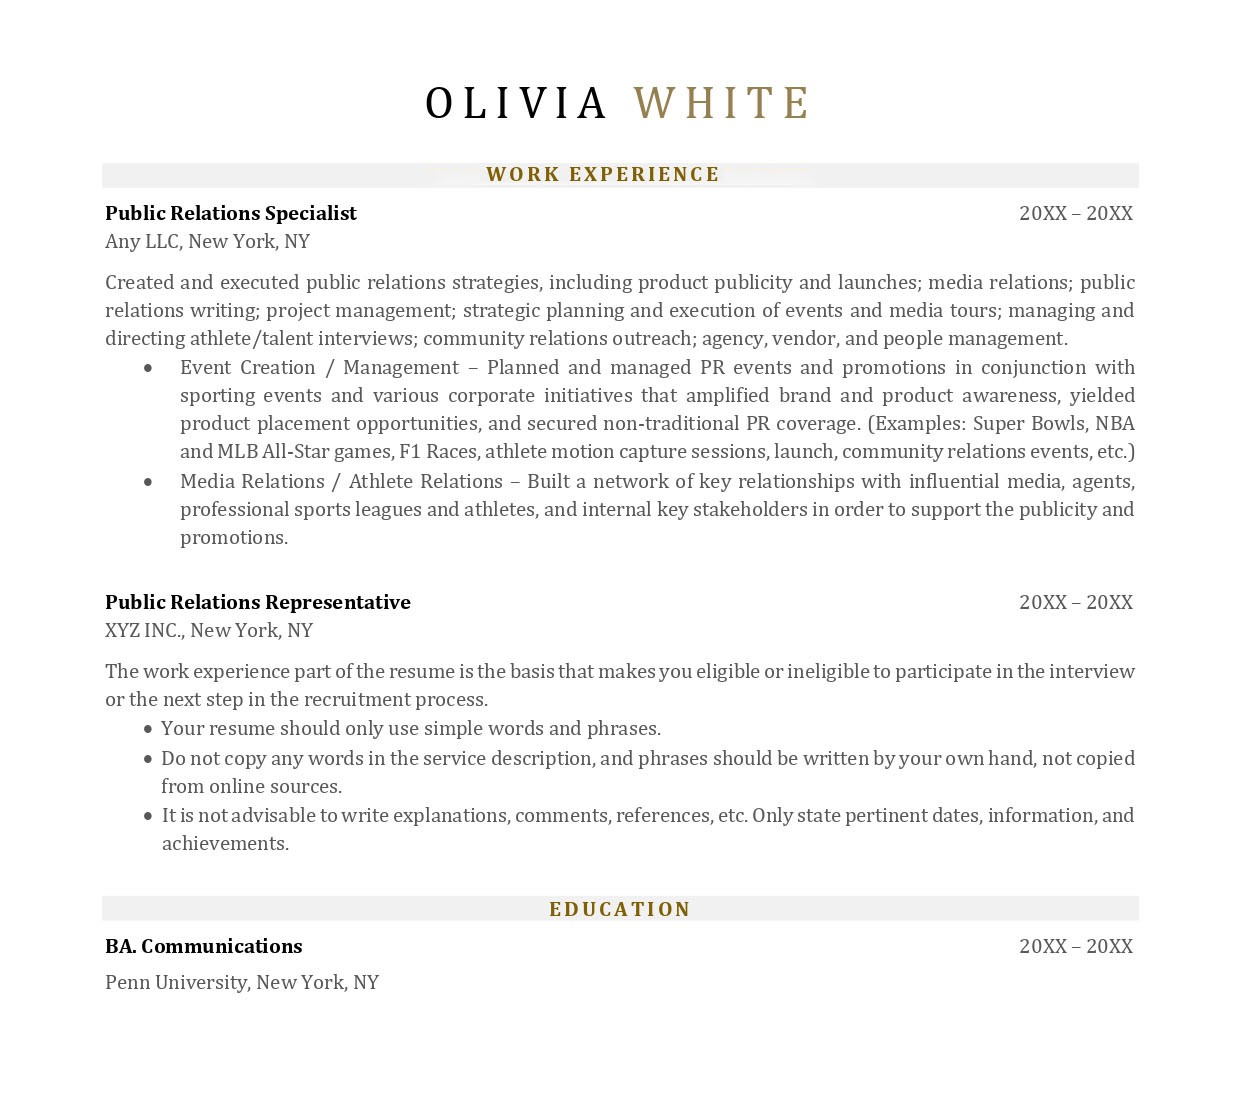 OLIVIA WHITE
WORK EXPERIENCE
Public Relations Specialist 20XX – 20XX
Any LLC, New York, NY
Created and executed public relations strategies, including product publicity and launches; media relations; public
relations writing; project management; strategic planning and execution of events and media tours; managing and
directing athlete/talent interviews; community relations outreach; agency, vendor, and people management.
● Event Creation / Management – Planned and managed PR events and promotions in conjunction with
sporting events and various corporate initiatives that amplified brand and product awareness, yielded
product placement opportunities, and secured non-traditional PR coverage. (Examples: Super Bowls, NBA
and MLB All-Star games, F1 Races, athlete motion capture sessions, launch, community relations events, etc.)
● Media Relations / Athlete Relations – Built a network of key relationships with influential media, agents,
professional sports leagues and athletes, and internal key stakeholders in order to support the publicity and
promotions.
Public Relations Representative 20XX – 20XX
XYZ INC., New York, NY
The work experience part of the resume is the basis that makes you eligible or ineligible to participate in the interview
or the next step in the recruitment process.
● Your resume should only use simple words and phrases.
● Do not copy any words in the service description, and phrases should be written by your own hand, not copied
from online sources.
● It is not advisable to write explanations, comments, references, etc. Only state pertinent dates, information, and
achievements.
EDUCATION
BA. Communications 20XX – 20XX
Penn University, New York, NY